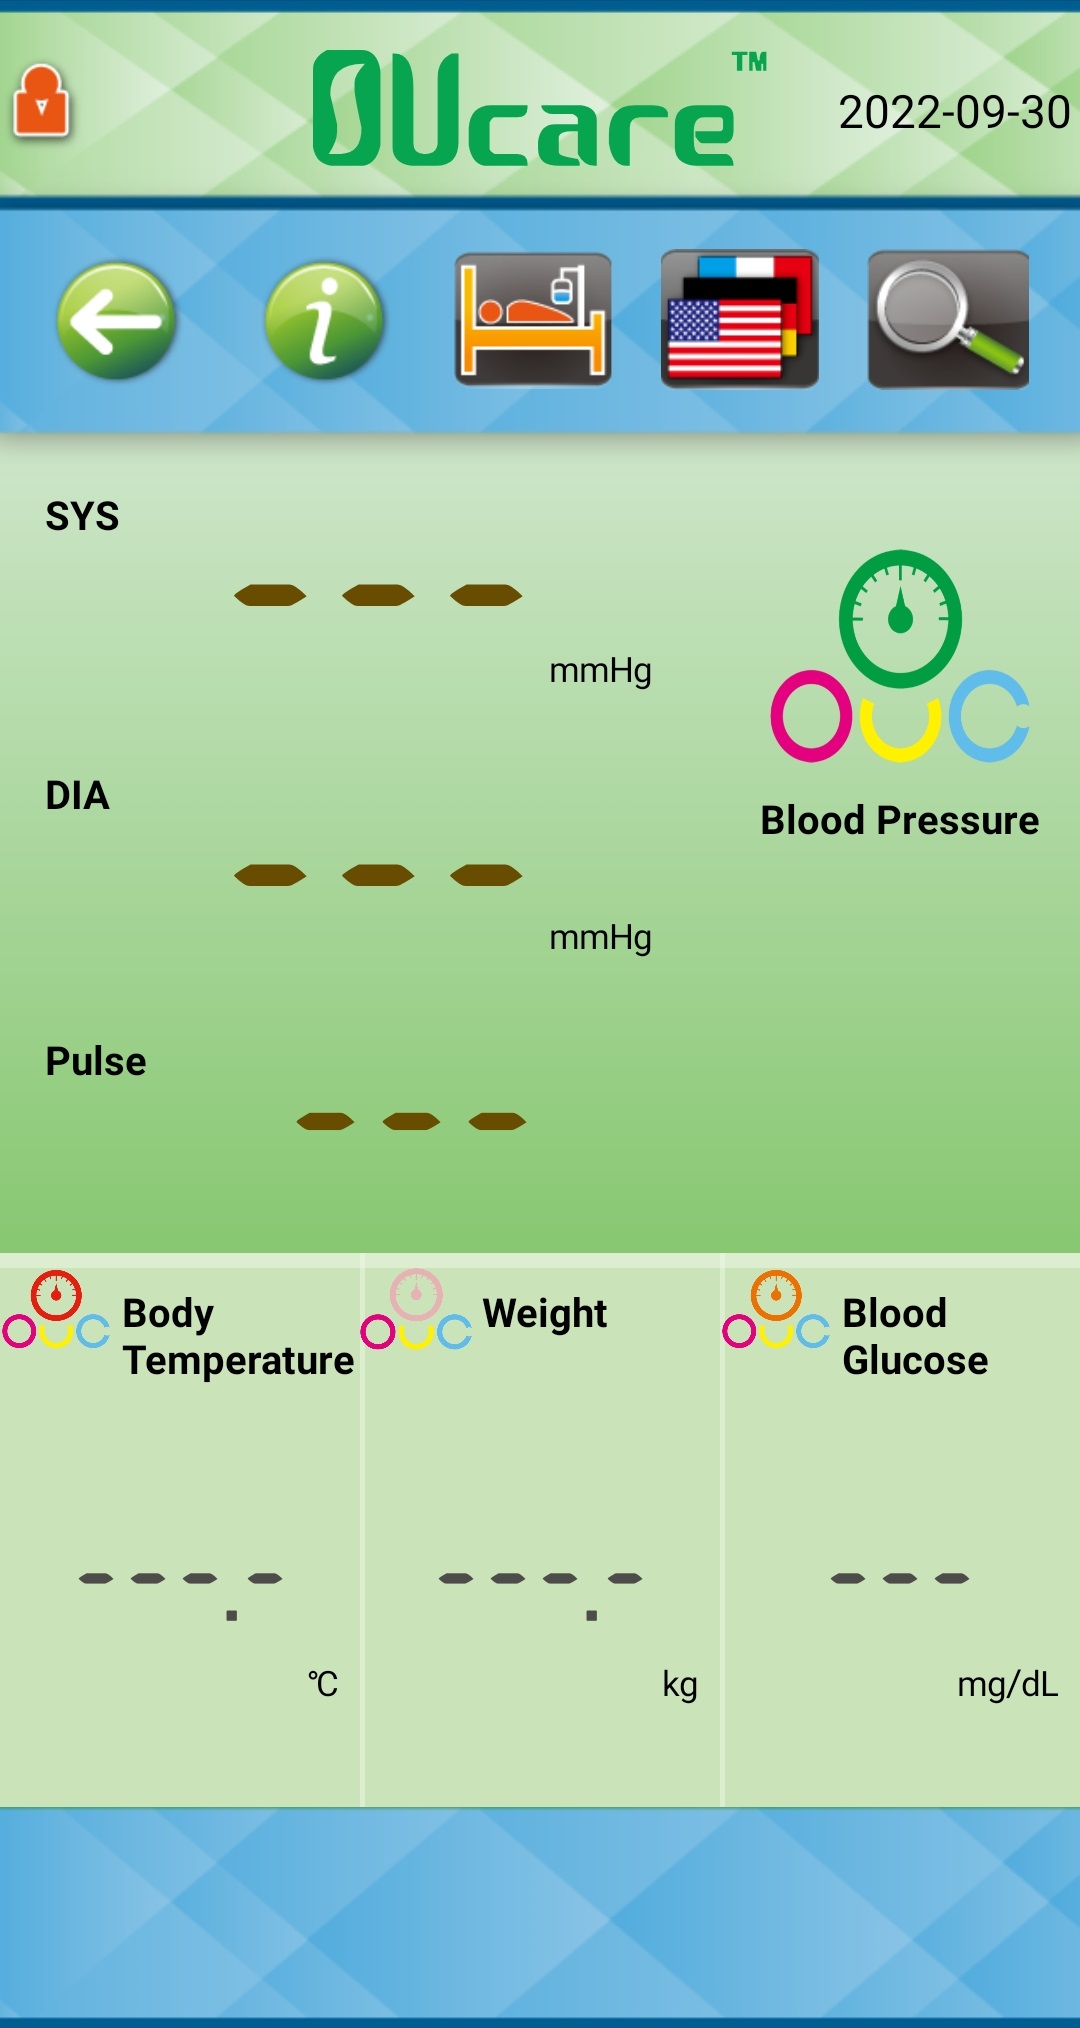 OUcare™
2022-09-30
SYS
--- mmHg
Blood Pressure
DIA
--- mmHg
Pulse
---
Body
Temperature
Weight
Blood
Glucose
---.-
---.-
---
℃
kg
mg/dL